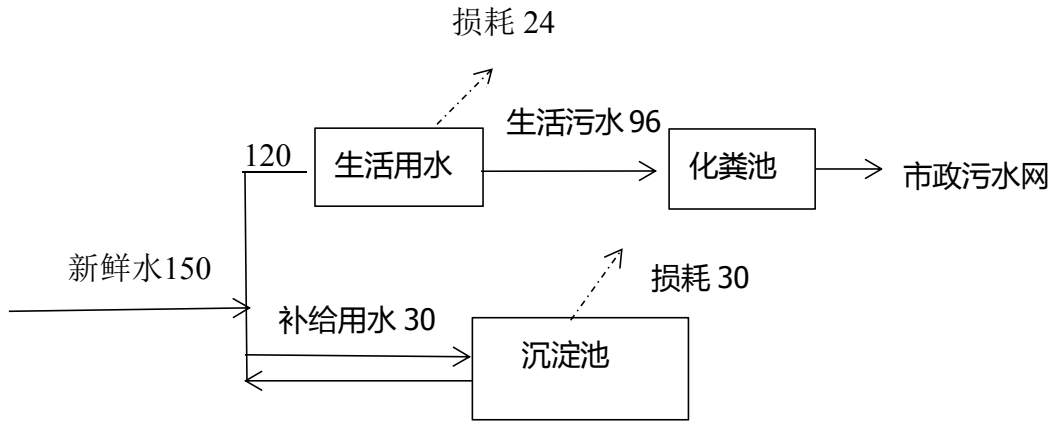 损耗 24
生活污水 96
120
生活用水
化粪池
市政污水网
新鲜水150
损耗 30
补给用水 30
沉淀池